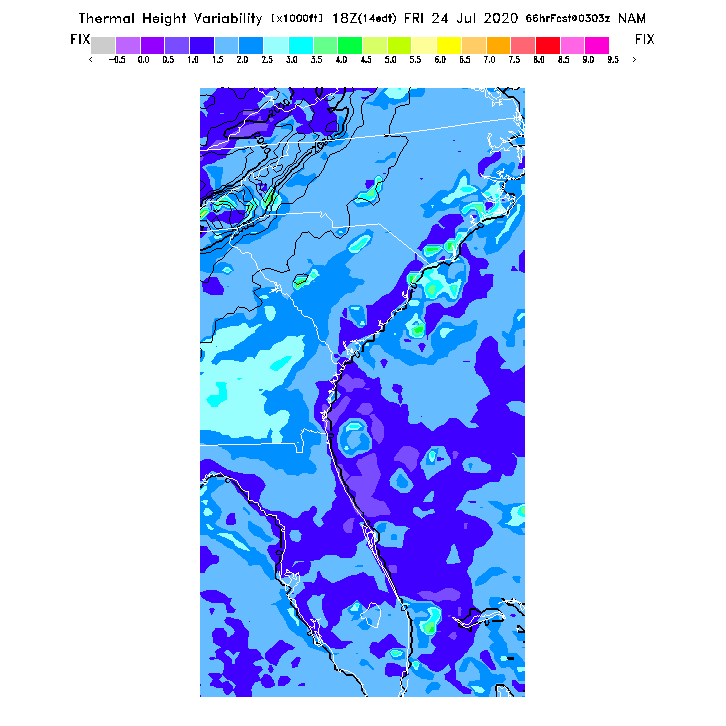 Thermal Height Variability [x1000ft] 18Z(14edt) FRI 24 Jul 2020 66hrFcst@0303z NAM
FIX FIX
< -0.5 0.0 0.5 1.0 1.5 2.0 2.5 3.0 3.5 4.0 4.5 5.0 5.5 6.0 6.5 7.0 7.5 8.0 8.5 9.0 9.5 >